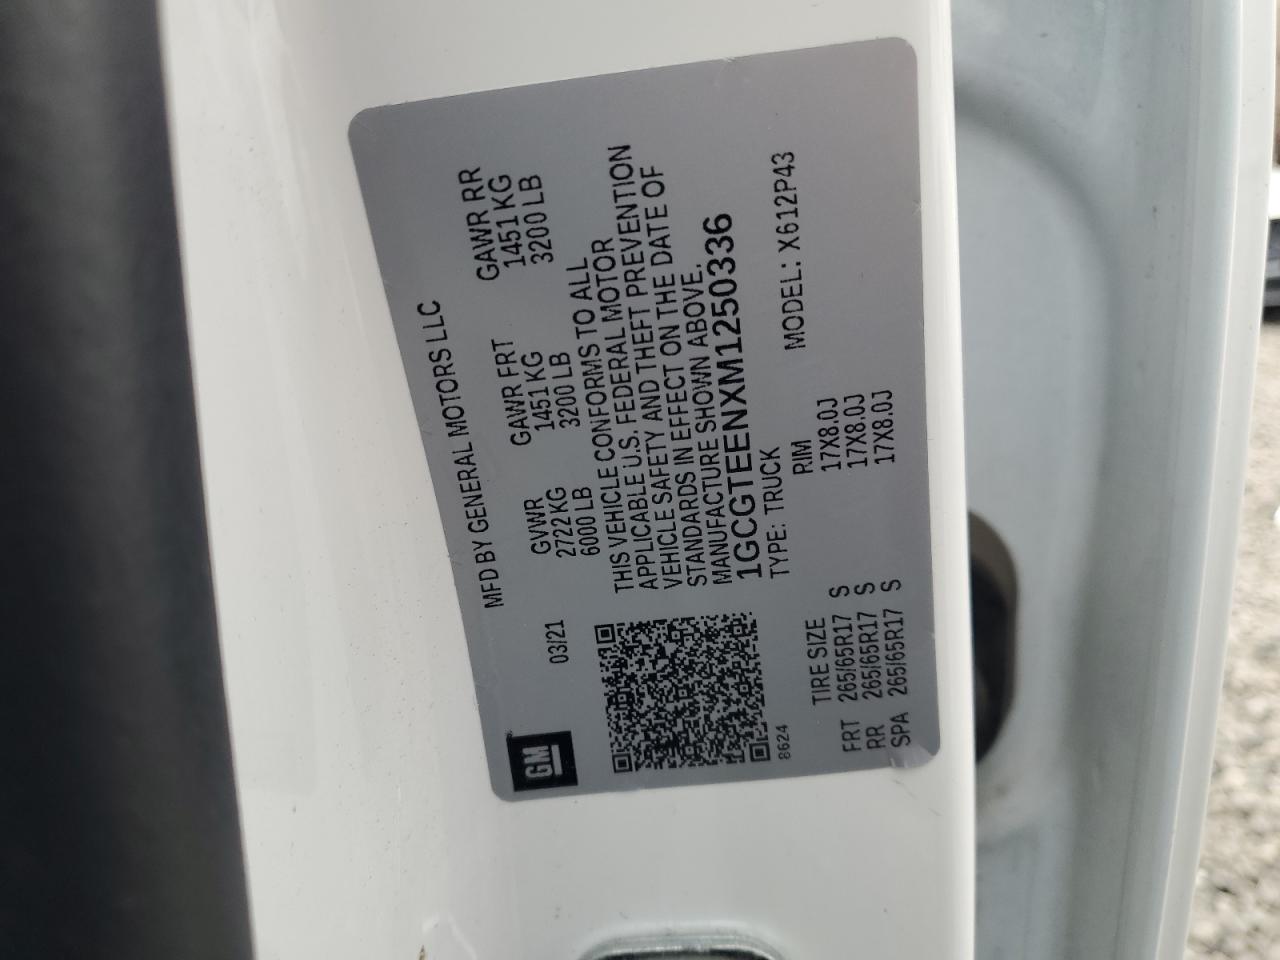 MFD BY GENERAL MOTORS LLC
GM
03/21
GVWR GAWR FRT GAWR RR
2722 KG 1451 KG 1451 KG
6000 LB 3200 LB 3200 LB
THIS VEHICLE CONFORMS TO ALL
APPLICABLE U.S. FEDERAL MOTOR
VEHICLE SAFETY AND THEFT PREVENTION
STANDARDS IN EFFECT ON THE DATE OF
MANUFACTURE SHOWN ABOVE.
1GCGTEENXM1250336
TYPE: TRUCK MODEL: X612P43
8624
TIRE SIZE RIM
FRT 265/65R17 S 17X8.0J
RR 265/65R17 S 17X8.0J
SPA 265/65R17 S 17X8.0J